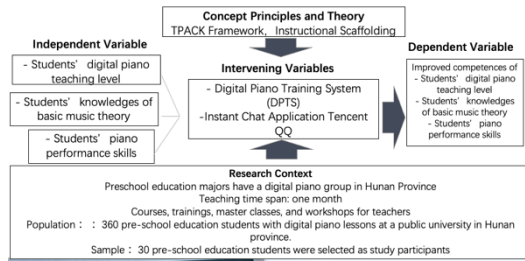 Concept Principles and Theory
TPACK Framework, Instructional Scaffolding
Independent Variable
- Students' digital piano
teaching level
- Students' knowledges of
basic music theory
- Students' piano
performance skills
Intervening Variables
- Digital Piano Training System
(DPTS)
-Instant Chat Application Tencent
QQ
Dependent Variable
Improved competences of
- Students' digital piano
teaching level
- Students' knowledges of
basic music theory
- Students' piano
performance skills
Research Context
Preschool education majors have a digital piano group in Hunan Province
Teaching time span: one month
Courses, trainings, master classes, and workshops for teachers
Population： : 360 pre-school education students with digital piano lessons at a public university in Hunan
province.
Sample : 30 pre-school education students were selected as study participants